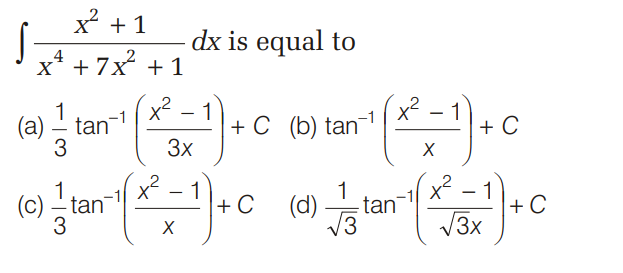 ∫ (x² + 1)/(x⁴ + 7x² + 1) dx is equal to
(a) 1/3 tan⁻¹ ((x² – 1)/3x) + C (b) tan⁻¹ ((x² – 1)/x) + C
(c) 1/3 tan⁻¹ ((x² – 1)/x) + C (d) 1/√3 tan⁻¹ ((x² – 1)/√3x) + C